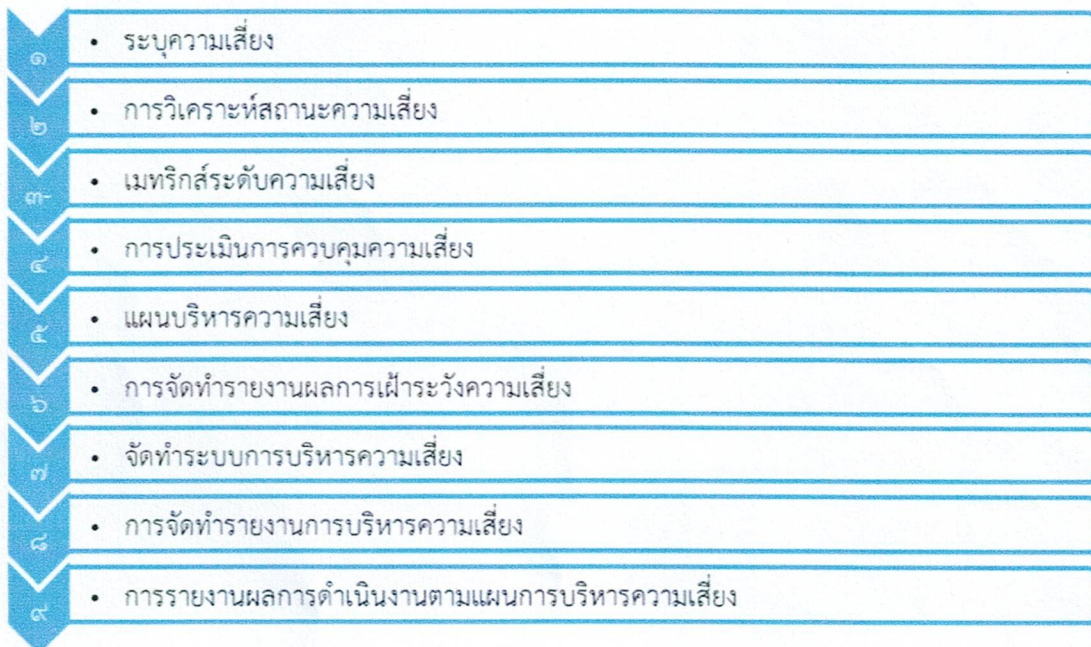 ๑ • ระบุความเสี่ยง
๒ • การวิเคราะห์สถานะความเสี่ยง
๓- • เมทริกส์ระดับความเสี่ยง
๔ • การประเมินการควบคุมความเสี่ยง
๕ • แผนบริหารความเสี่ยง
๖ • การจัดทำรายงานผลการเฝ้าระวังความเสี่ยง
๗ • จัดทำระบบการบริหารความเสี่ยง
๘ • การจัดทำรายงานการบริหารความเสี่ยง
๙ • การรายงานผลการดำเนินงานตามแผนการบริหารความเสี่ยง